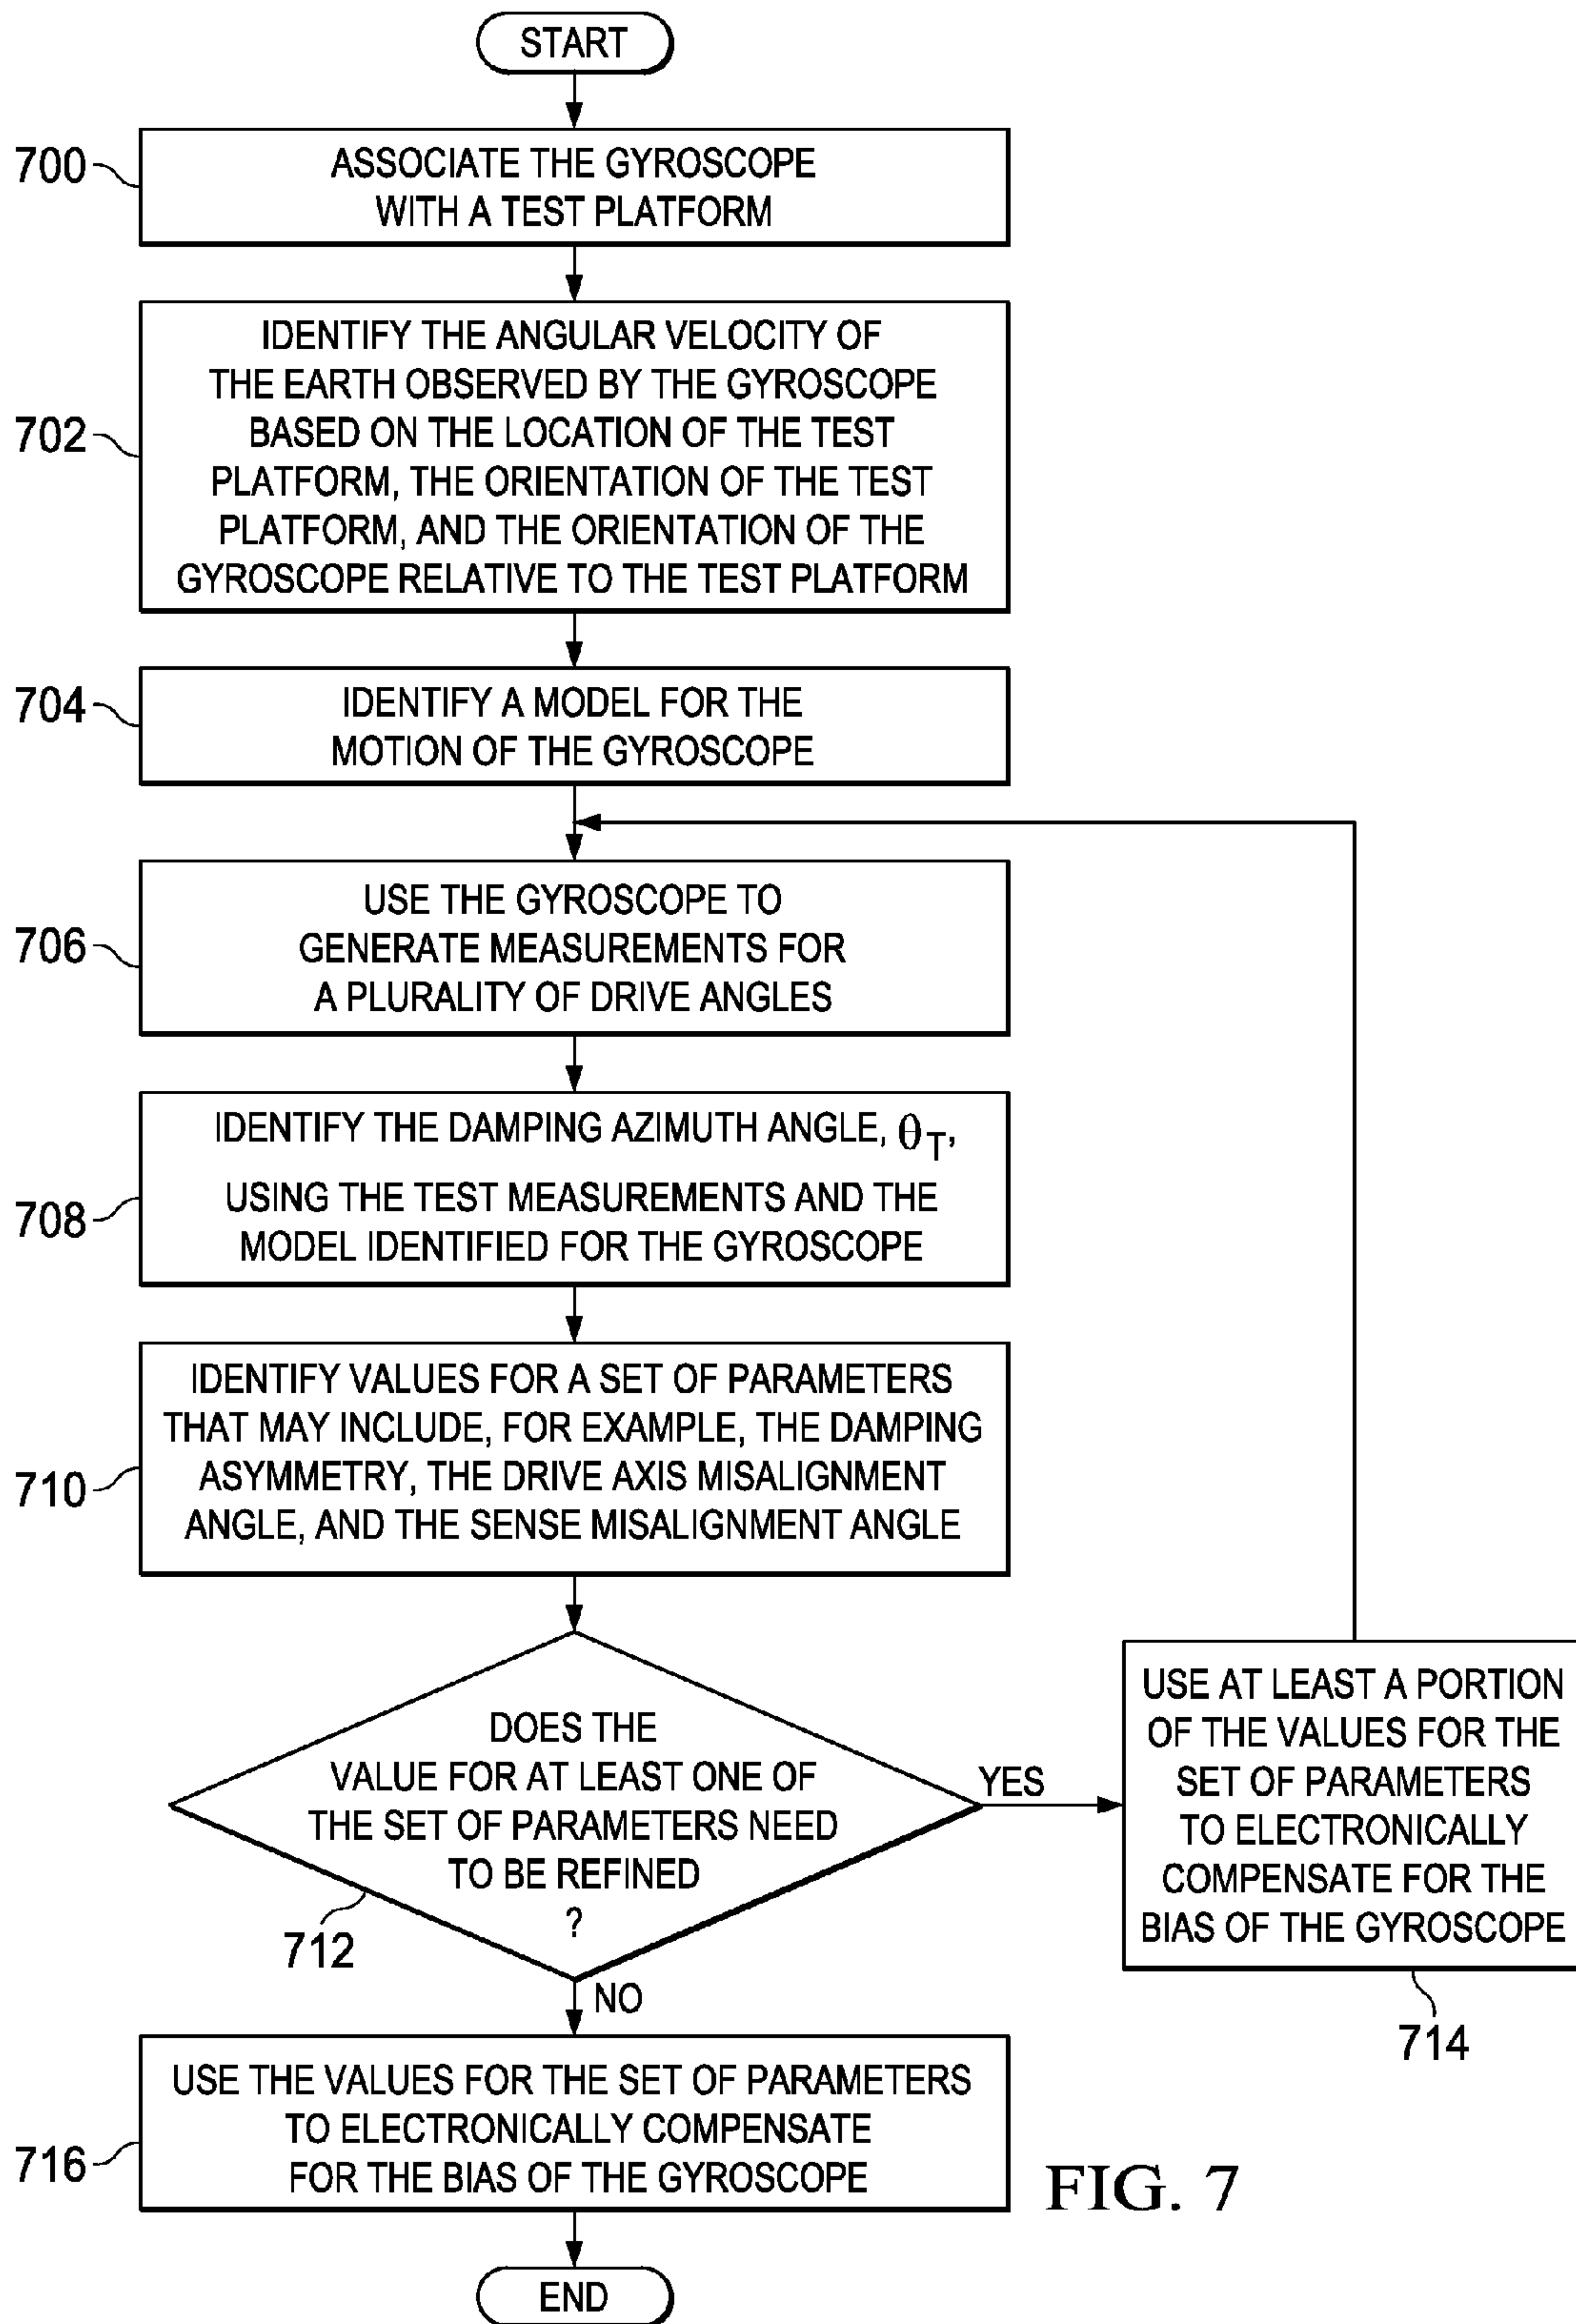 START
700
ASSOCIATE THE GYROSCOPE
WITH A TEST PLATFORM
702
IDENTIFY THE ANGULAR VELOCITY OF
THE EARTH OBSERVED BY THE GYROSCOPE
BASED ON THE LOCATION OF THE TEST
PLATFORM, THE ORIENTATION OF THE TEST
PLATFORM, AND THE ORIENTATION OF THE
GYROSCOPE RELATIVE TO THE TEST PLATFORM
704
IDENTIFY A MODEL FOR THE
MOTION OF THE GYROSCOPE
706
USE THE GYROSCOPE TO
GENERATE MEASUREMENTS FOR
A PLURALITY OF DRIVE ANGLES
708
IDENTIFY THE DAMPING AZIMUTH ANGLE, θT,
USING THE TEST MEASUREMENTS AND THE
MODEL IDENTIFIED FOR THE GYROSCOPE
710
IDENTIFY VALUES FOR A SET OF PARAMETERS
THAT MAY INCLUDE, FOR EXAMPLE, THE DAMPING
ASYMMETRY, THE DRIVE AXIS MISALIGNMENT
ANGLE, AND THE SENSE MISALIGNMENT ANGLE
DOES THE
VALUE FOR AT LEAST ONE OF
THE SET OF PARAMETERS NEED
TO BE REFINED
?
712
YES
USE AT LEAST A PORTION
OF THE VALUES FOR THE
SET OF PARAMETERS
TO ELECTRONICALLY
COMPENSATE FOR THE
BIAS OF THE GYROSCOPE
714
NO
716
USE THE VALUES FOR THE SET OF PARAMETERS
TO ELECTRONICALLY COMPENSATE
FOR THE BIAS OF THE GYROSCOPE
END
FIG. 7